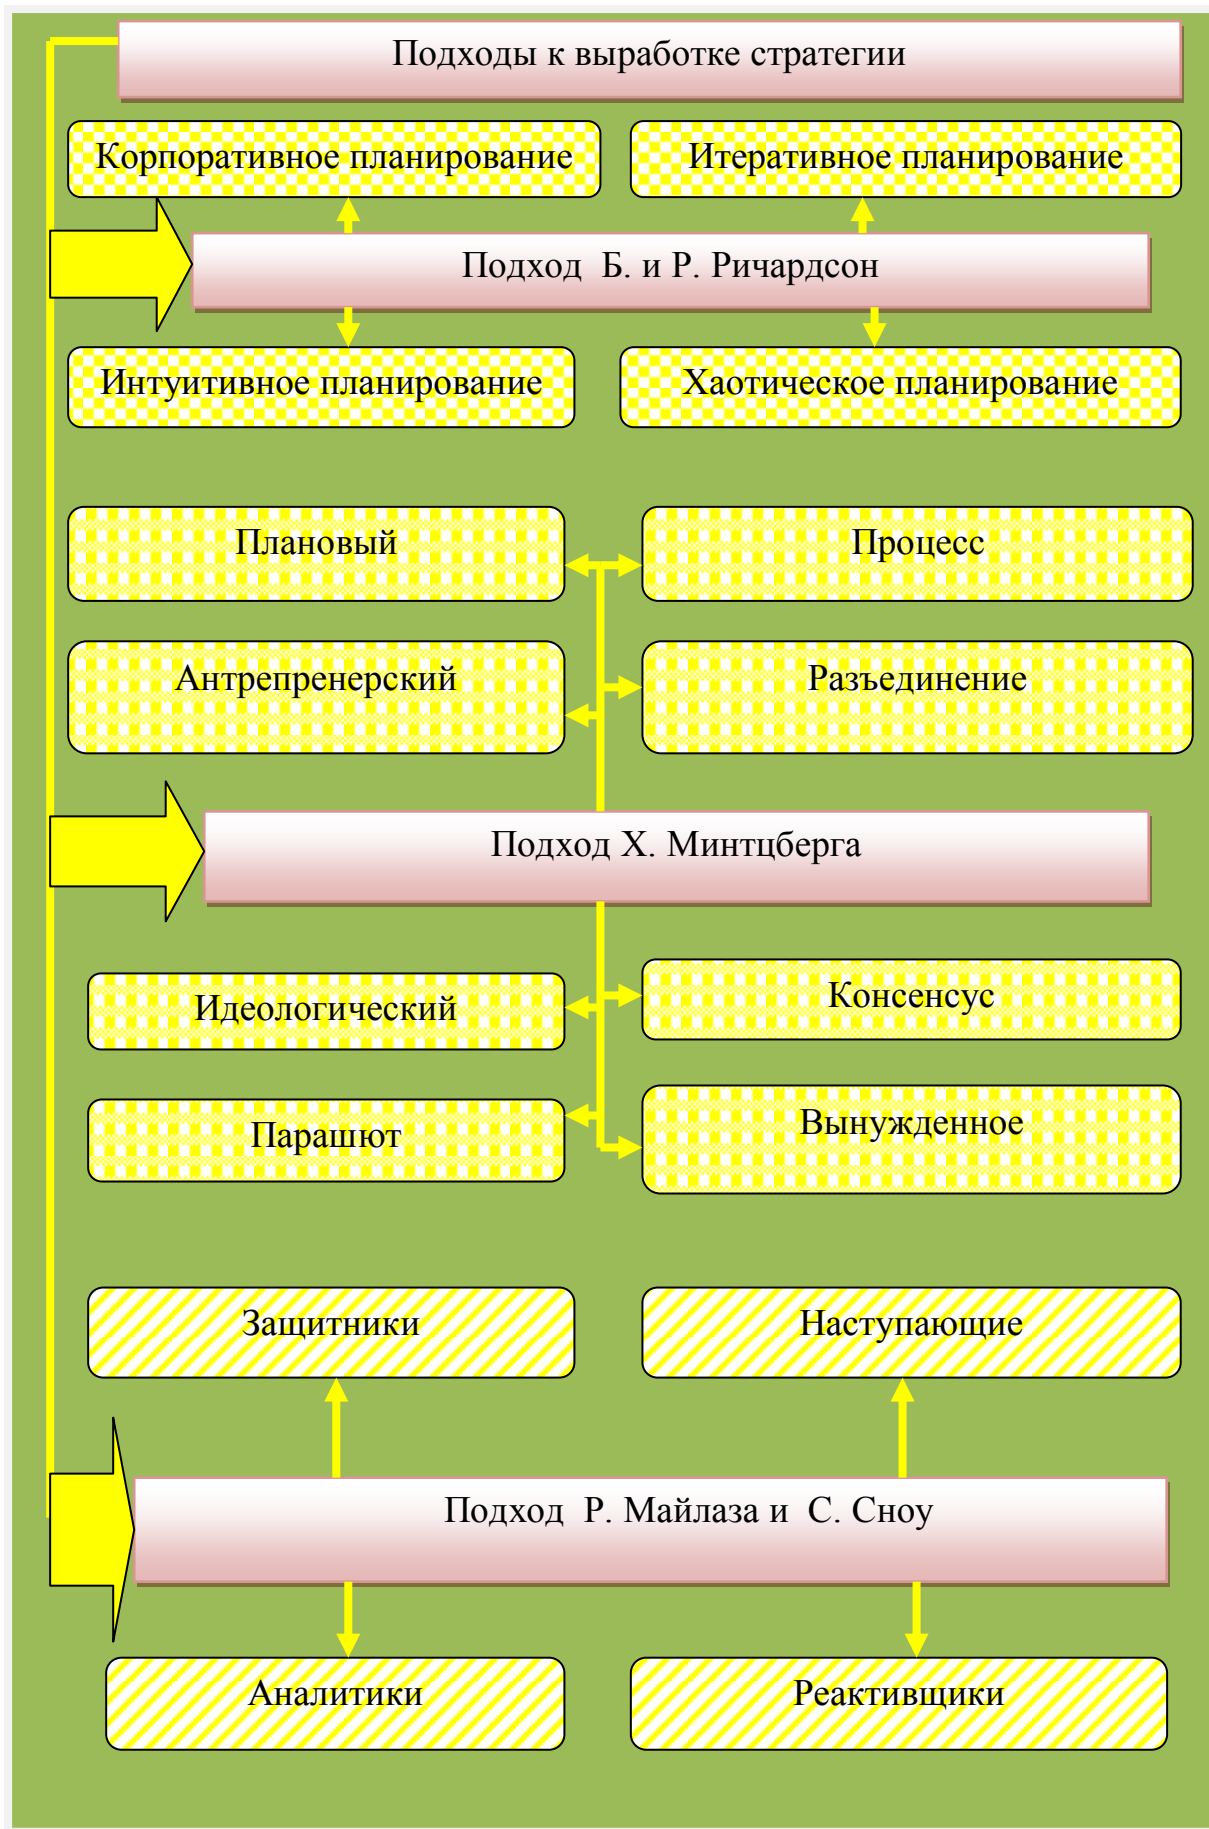 Подходы к выработке стратегии
Корпоративное планирование
Итеративное планирование
Подход Б. и Р. Ричардсон
Интуитивное планирование
Хаотическое планирование
Плановый
Процесс
Антрепренерский
Разъединение
Подход Х. Минтцберга
Идеологический
Консенсус
Парашют
Вынужденное
Защитники
Наступающие
Подход Р. Майлаза и С. Сноу
Аналитики
Реактивщики